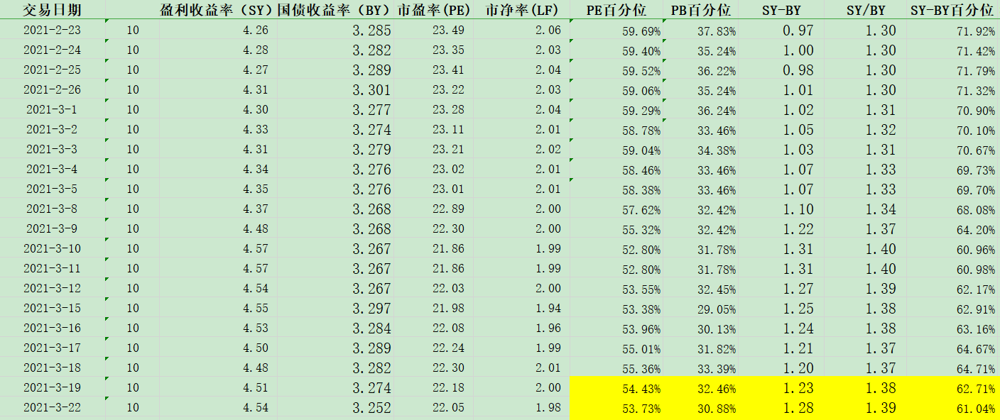 交易日期 盈利收益率（SY） 国债收益率（BY） 市盈率(PE) 市净率(LF) PE百分位 PB百分位 SY-BY SY/BY SY-BY百分位
2021-2-23 10 4.26 3.285 23.49 2.06 59.69% 37.83% 0.97 1.30 71.92%
2021-2-24 10 4.28 3.282 23.35 2.03 59.40% 35.24% 1.00 1.30 71.42%
2021-2-25 10 4.27 3.289 23.41 2.04 59.52% 36.22% 0.98 1.30 71.79%
2021-2-26 10 4.31 3.301 23.22 2.03 59.06% 35.24% 1.01 1.30 71.32%
2021-3-1 10 4.30 3.277 23.28 2.04 59.29% 36.24% 1.02 1.31 70.90%
2021-3-2 10 4.33 3.274 23.11 2.01 58.78% 33.46% 1.05 1.32 70.10%
2021-3-3 10 4.31 3.279 23.21 2.02 59.04% 34.38% 1.03 1.31 70.67%
2021-3-4 10 4.34 3.276 23.02 2.01 58.46% 33.46% 1.07 1.33 69.73%
2021-3-5 10 4.35 3.276 23.01 2.01 58.38% 33.46% 1.07 1.33 69.70%
2021-3-8 10 4.37 3.268 22.89 2.00 57.62% 32.42% 1.10 1.34 68.08%
2021-3-9 10 4.48 3.268 22.30 2.00 55.32% 32.42% 1.22 1.37 64.20%
2021-3-10 10 4.57 3.267 21.86 1.99 52.80% 31.78% 1.31 1.40 60.96%
2021-3-11 10 4.57 3.267 21.86 1.99 52.80% 31.78% 1.31 1.40 60.98%
2021-3-12 10 4.54 3.267 22.03 2.00 53.55% 32.45% 1.27 1.39 62.17%
2021-3-15 10 4.55 3.297 21.98 1.94 53.38% 29.05% 1.25 1.38 62.91%
2021-3-16 10 4.53 3.284 22.08 1.96 53.96% 30.13% 1.24 1.38 63.16%
2021-3-17 10 4.50 3.289 22.24 1.99 55.01% 31.82% 1.21 1.37 64.67%
2021-3-18 10 4.48 3.282 22.30 2.01 55.36% 33.39% 1.20 1.37 64.71%
2021-3-19 10 4.51 3.274 22.18 2.00 54.43% 32.46% 1.23 1.38 62.71%
2021-3-22 10 4.54 3.252 22.05 1.98 53.73% 30.88% 1.28 1.39 61.04%